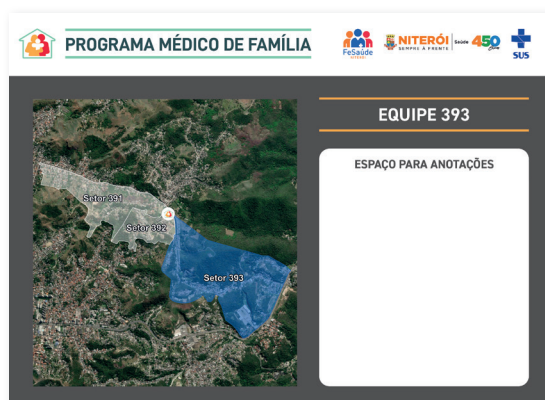 PROGRAMA MÉDICO DE FAMÍLIA
FeSaúde
NITERÓI
NITERÓI
SEMPRE À FRENTE
Saúde
450
SUS
EQUIPE 393
ESPAÇO PARA ANOTAÇÕES
Setor 391
Setor 392
Setor 393